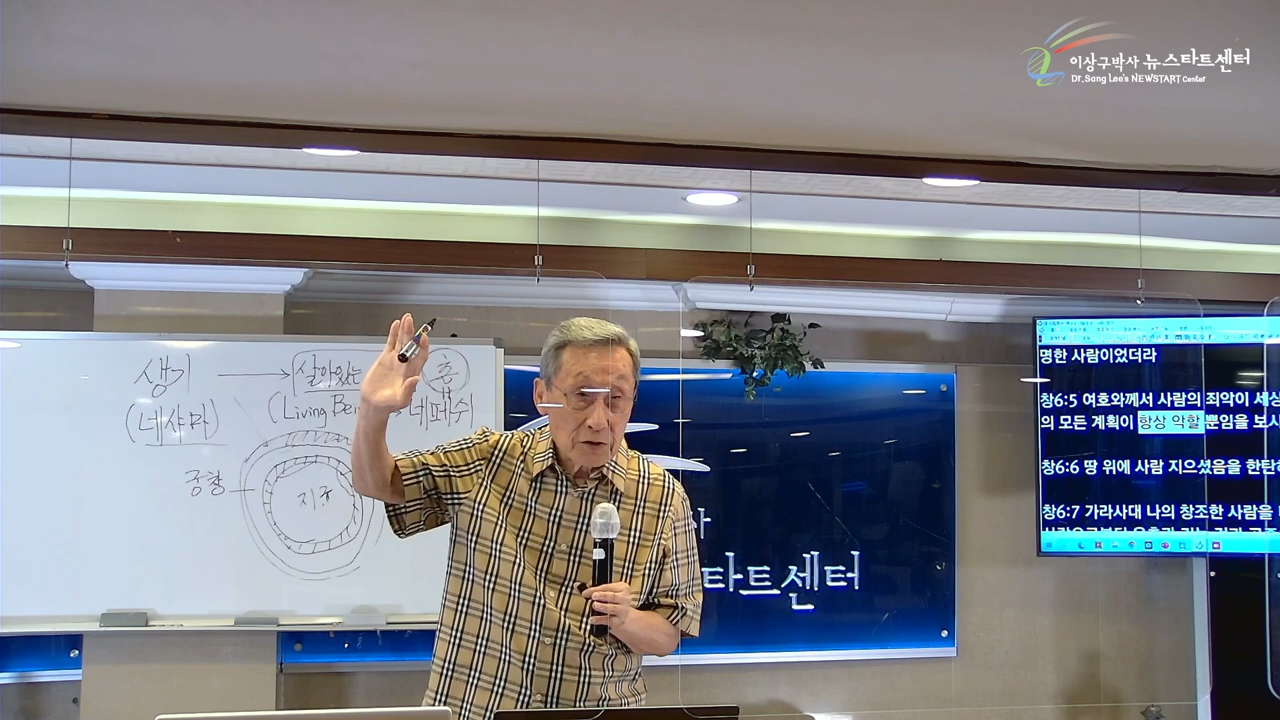 이상구박사 뉴스타트센터
Dr. Sang Lee's NEWSTART Center
생기 → 살아있는 혼
(네샤마) (Living Be 네페쉬)
궁창
지구
타트센터
명한 사람이었더라
창6:5 여호와께서 사람의 죄악이 세상
의 모든 계획이 항상 악할 뿐임을 보시
창6:6 땅 위에 사람 지으셨음을 한탄하
창6:7 가라사대 나의 창조한 사람을